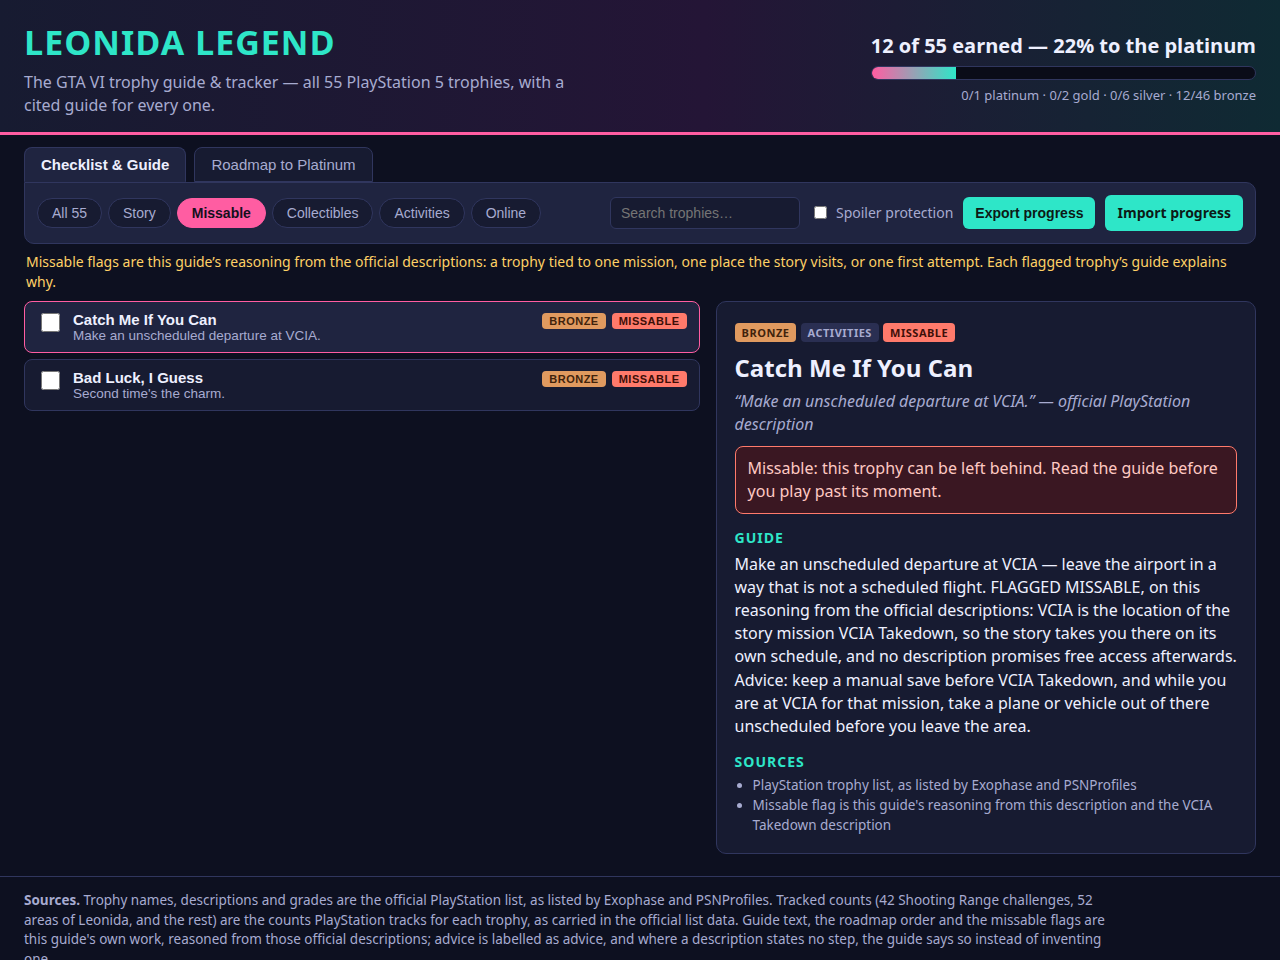 LEONIDA LEGEND
The GTA VI trophy guide & tracker — all 55 PlayStation 5 trophies, with a
cited guide for every one.
12 of 55 earned — 22% to the platinum
0/1 platinum · 0/2 gold · 0/6 silver · 12/46 bronze
Checklist & Guide
Roadmap to Platinum
All 55
Story
Missable
Collectibles
Activities
Online
Search trophies…
Spoiler protection
Export progress
Import progress
Missable flags are this guide’s reasoning from the official descriptions: a trophy tied to one mission, one place the story visits, or one first attempt. Each flagged trophy’s guide explains
why.
Catch Me If You Can
Make an unscheduled departure at VCIA.
BRONZE
MISSABLE
Bad Luck, I Guess
Second time's the charm.
BRONZE
MISSABLE
BRONZE
ACTIVITIES
MISSABLE
Catch Me If You Can
“Make an unscheduled departure at VCIA.” — official PlayStation
description
Missable: this trophy can be left behind. Read the guide before
you play past its moment.
GUIDE
Make an unscheduled departure at VCIA — leave the airport in a
way that is not a scheduled flight. FLAGGED MISSABLE, on this
reasoning from the official descriptions: VCIA is the location of the
story mission VCIA Takedown, so the story takes you there on its
own schedule, and no description promises free access afterwards.
Advice: keep a manual save before VCIA Takedown, and while you
are at VCIA for that mission, take a plane or vehicle out of there
unscheduled before you leave the area.
SOURCES
PlayStation trophy list, as listed by Exophase and PSNProfiles
Missable flag is this guide's reasoning from this description and the VCIA
Takedown description
Sources. Trophy names, descriptions and grades are the official PlayStation list, as listed by Exophase and PSNProfiles. Tracked counts (42 Shooting Range challenges, 52
areas of Leonida, and the rest) are the counts PlayStation tracks for each trophy, as carried in the official list data. Guide text, the roadmap order and the missable flags are
this guide's own work, reasoned from those official descriptions; advice is labelled as advice, and where a description states no step, the guide says so instead of inventing
one.